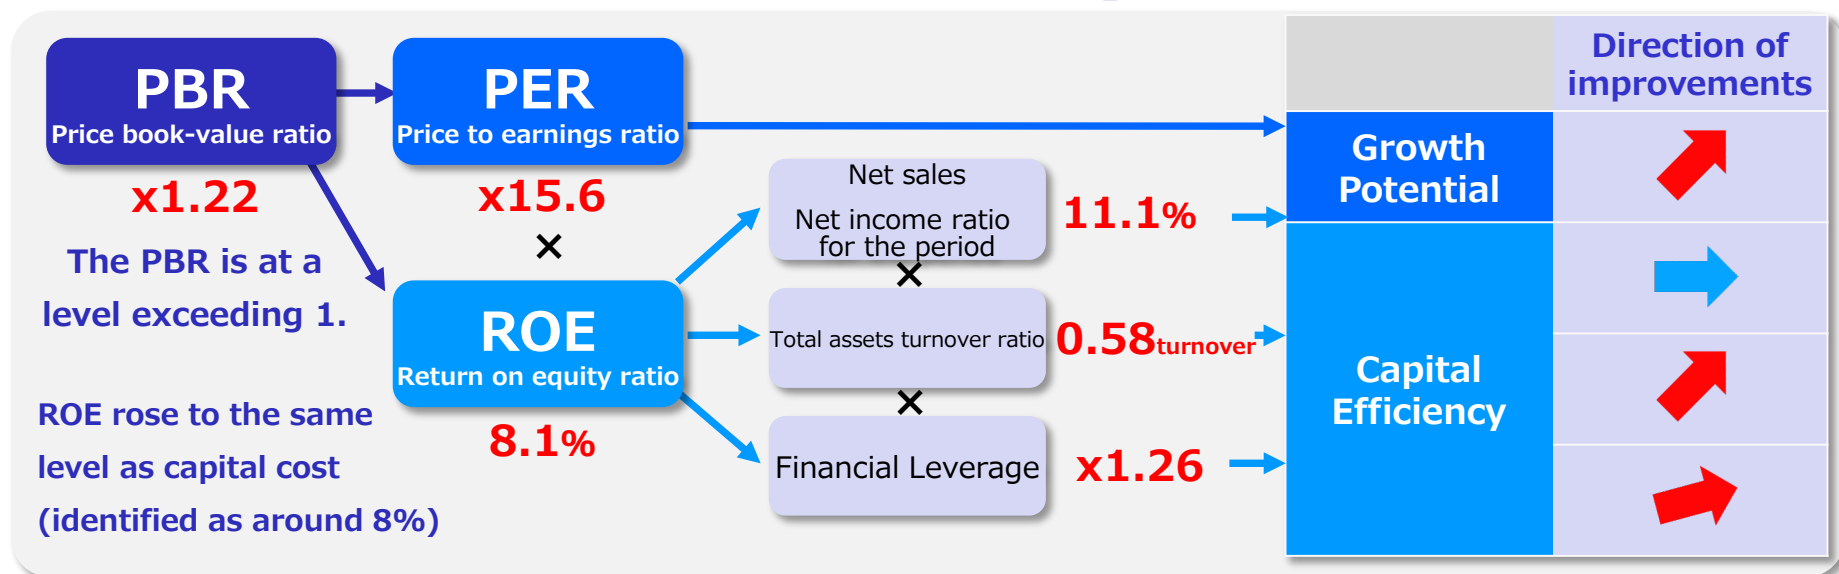 PBR
Price book-value ratio
x1.22
The PBR is at a
level exceeding 1.
ROE rose to the same
level as capital cost
(identified as around 8%)
PER
Price to earnings ratio
x15.6
×
ROE
Return on equity ratio
8.1%
Net sales
Net income ratio
for the period
11.1%
×
Total assets turnover ratio
0.58turnover
×
Financial Leverage
x1.26
Direction of
improvements
Growth
Potential
Capital
Efficiency